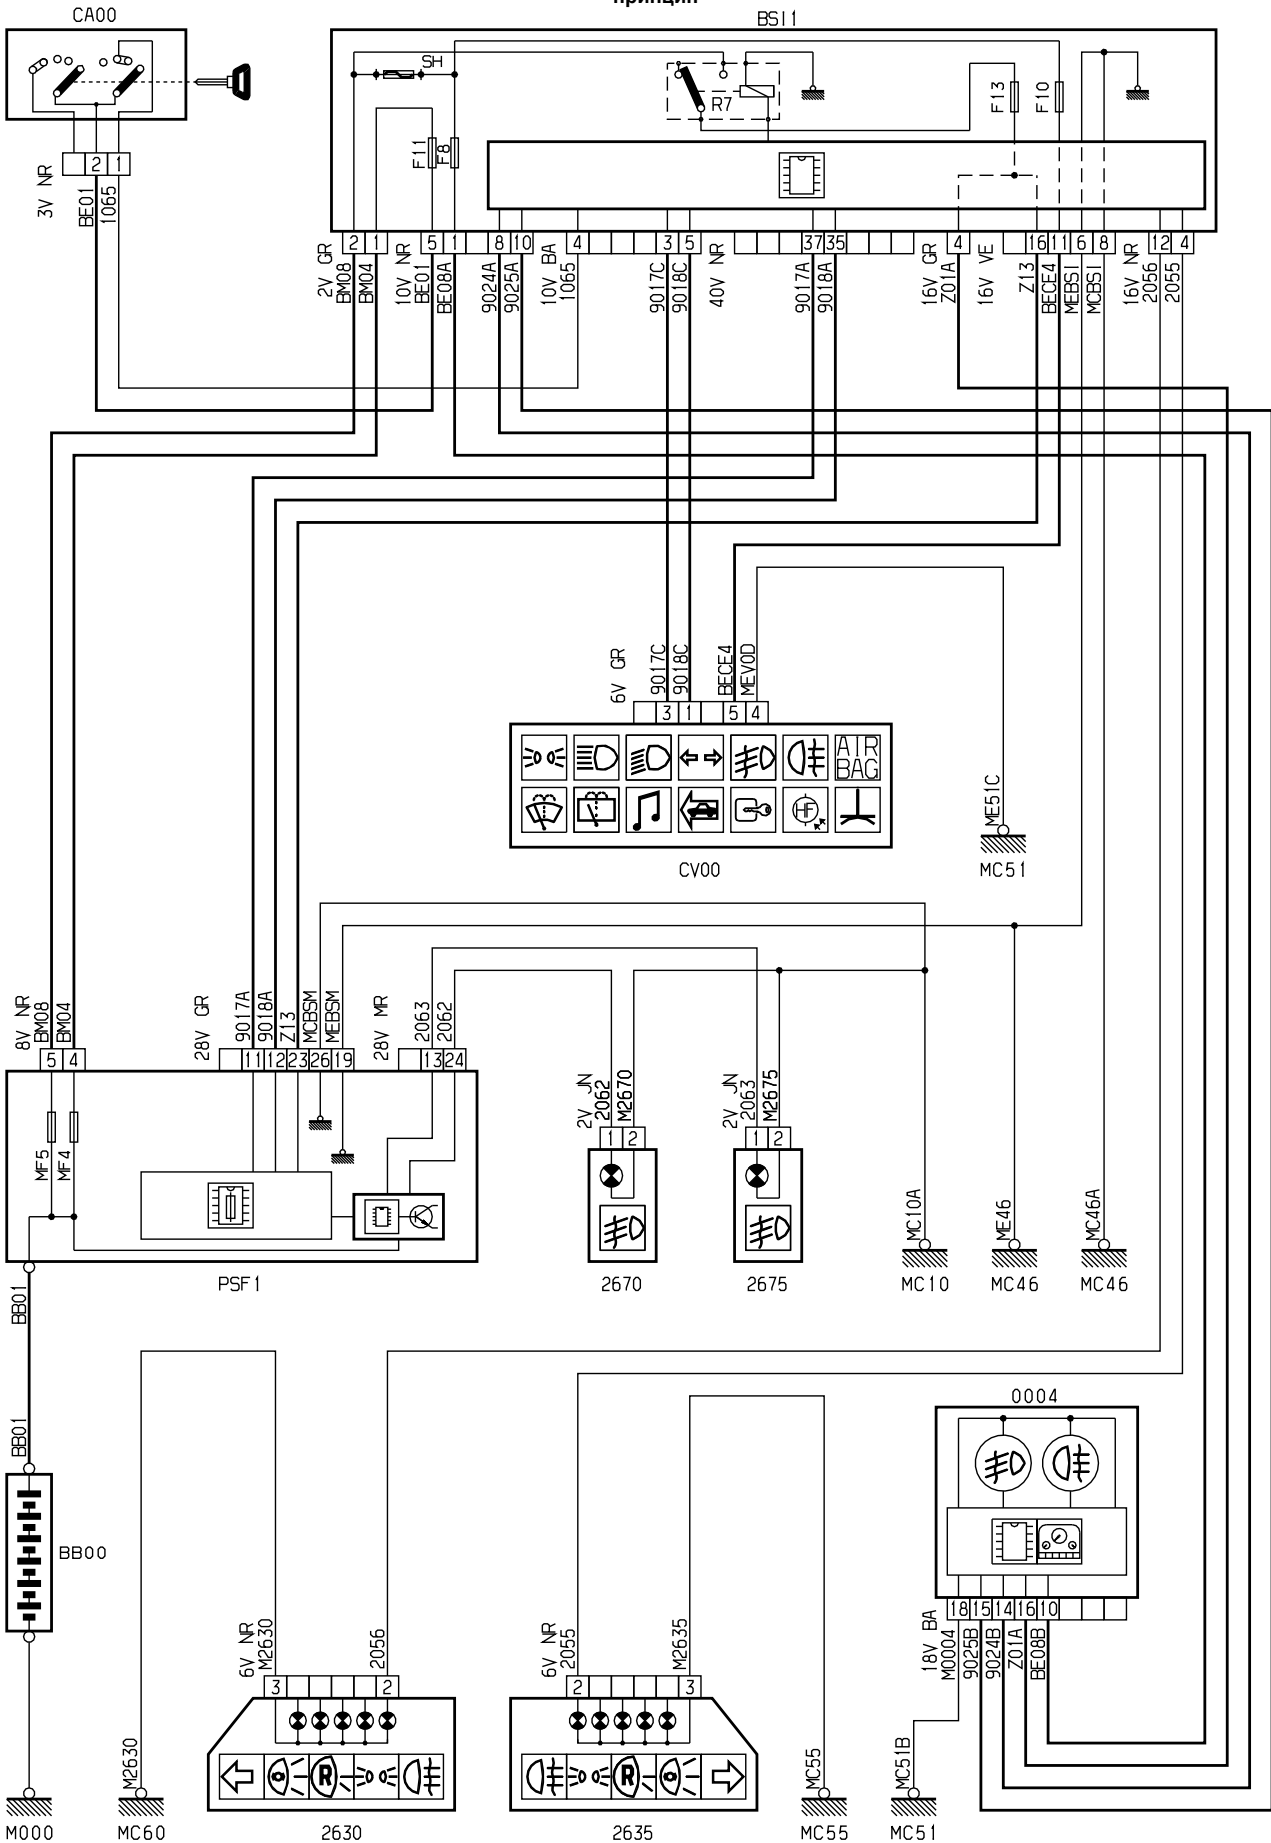 принцип
CA00
BSI1
SH
R7
F13
F10
F11
F8
2 1
3V NR
BE01
1065
2 1 5 1 8 10 4 3 5 37 35 4 16 11 6 8 12 4
2V GR
BM08
BM04
10V NR
BE01
BE08A
9024A
9025A
10V BA
1065
9017C
9018C
40V NR
9017A
9018A
16V GR
Z01A
16V VE
Z13
BECE4
MEBSI
MCBSI
16V NR
2056
2055
6V GR
9017C
9018C
BECE4
MEV0D
3 1 5 4
AIR
BAG
HF
CV00
ME51C
MC51
8V NR
BM08
BM04
28V GR
9017A
9018A
Z13
MCBSM
MEBSM
28V MR
2063
2062
5 4 11 12 23 26 19 13 24
MF5
MF4
PSF1
2V JN
2062
M2670
1 2
2670
2V JN
2063
M2675
1 2
2675
MC10A
MC10
ME46
MC46
MC46A
MC46
BB01
BB01
BB00
M000
M2630
MC60
6V NR
M2630
2056
3 2
R
2630
6V NR
2055
M2635
2 3
R
2635
MC55
MC55
0004
18 15 14 16 10
18V BA
M0004
9025B
9024B
Z01A
BE08B
MC51B
MC51